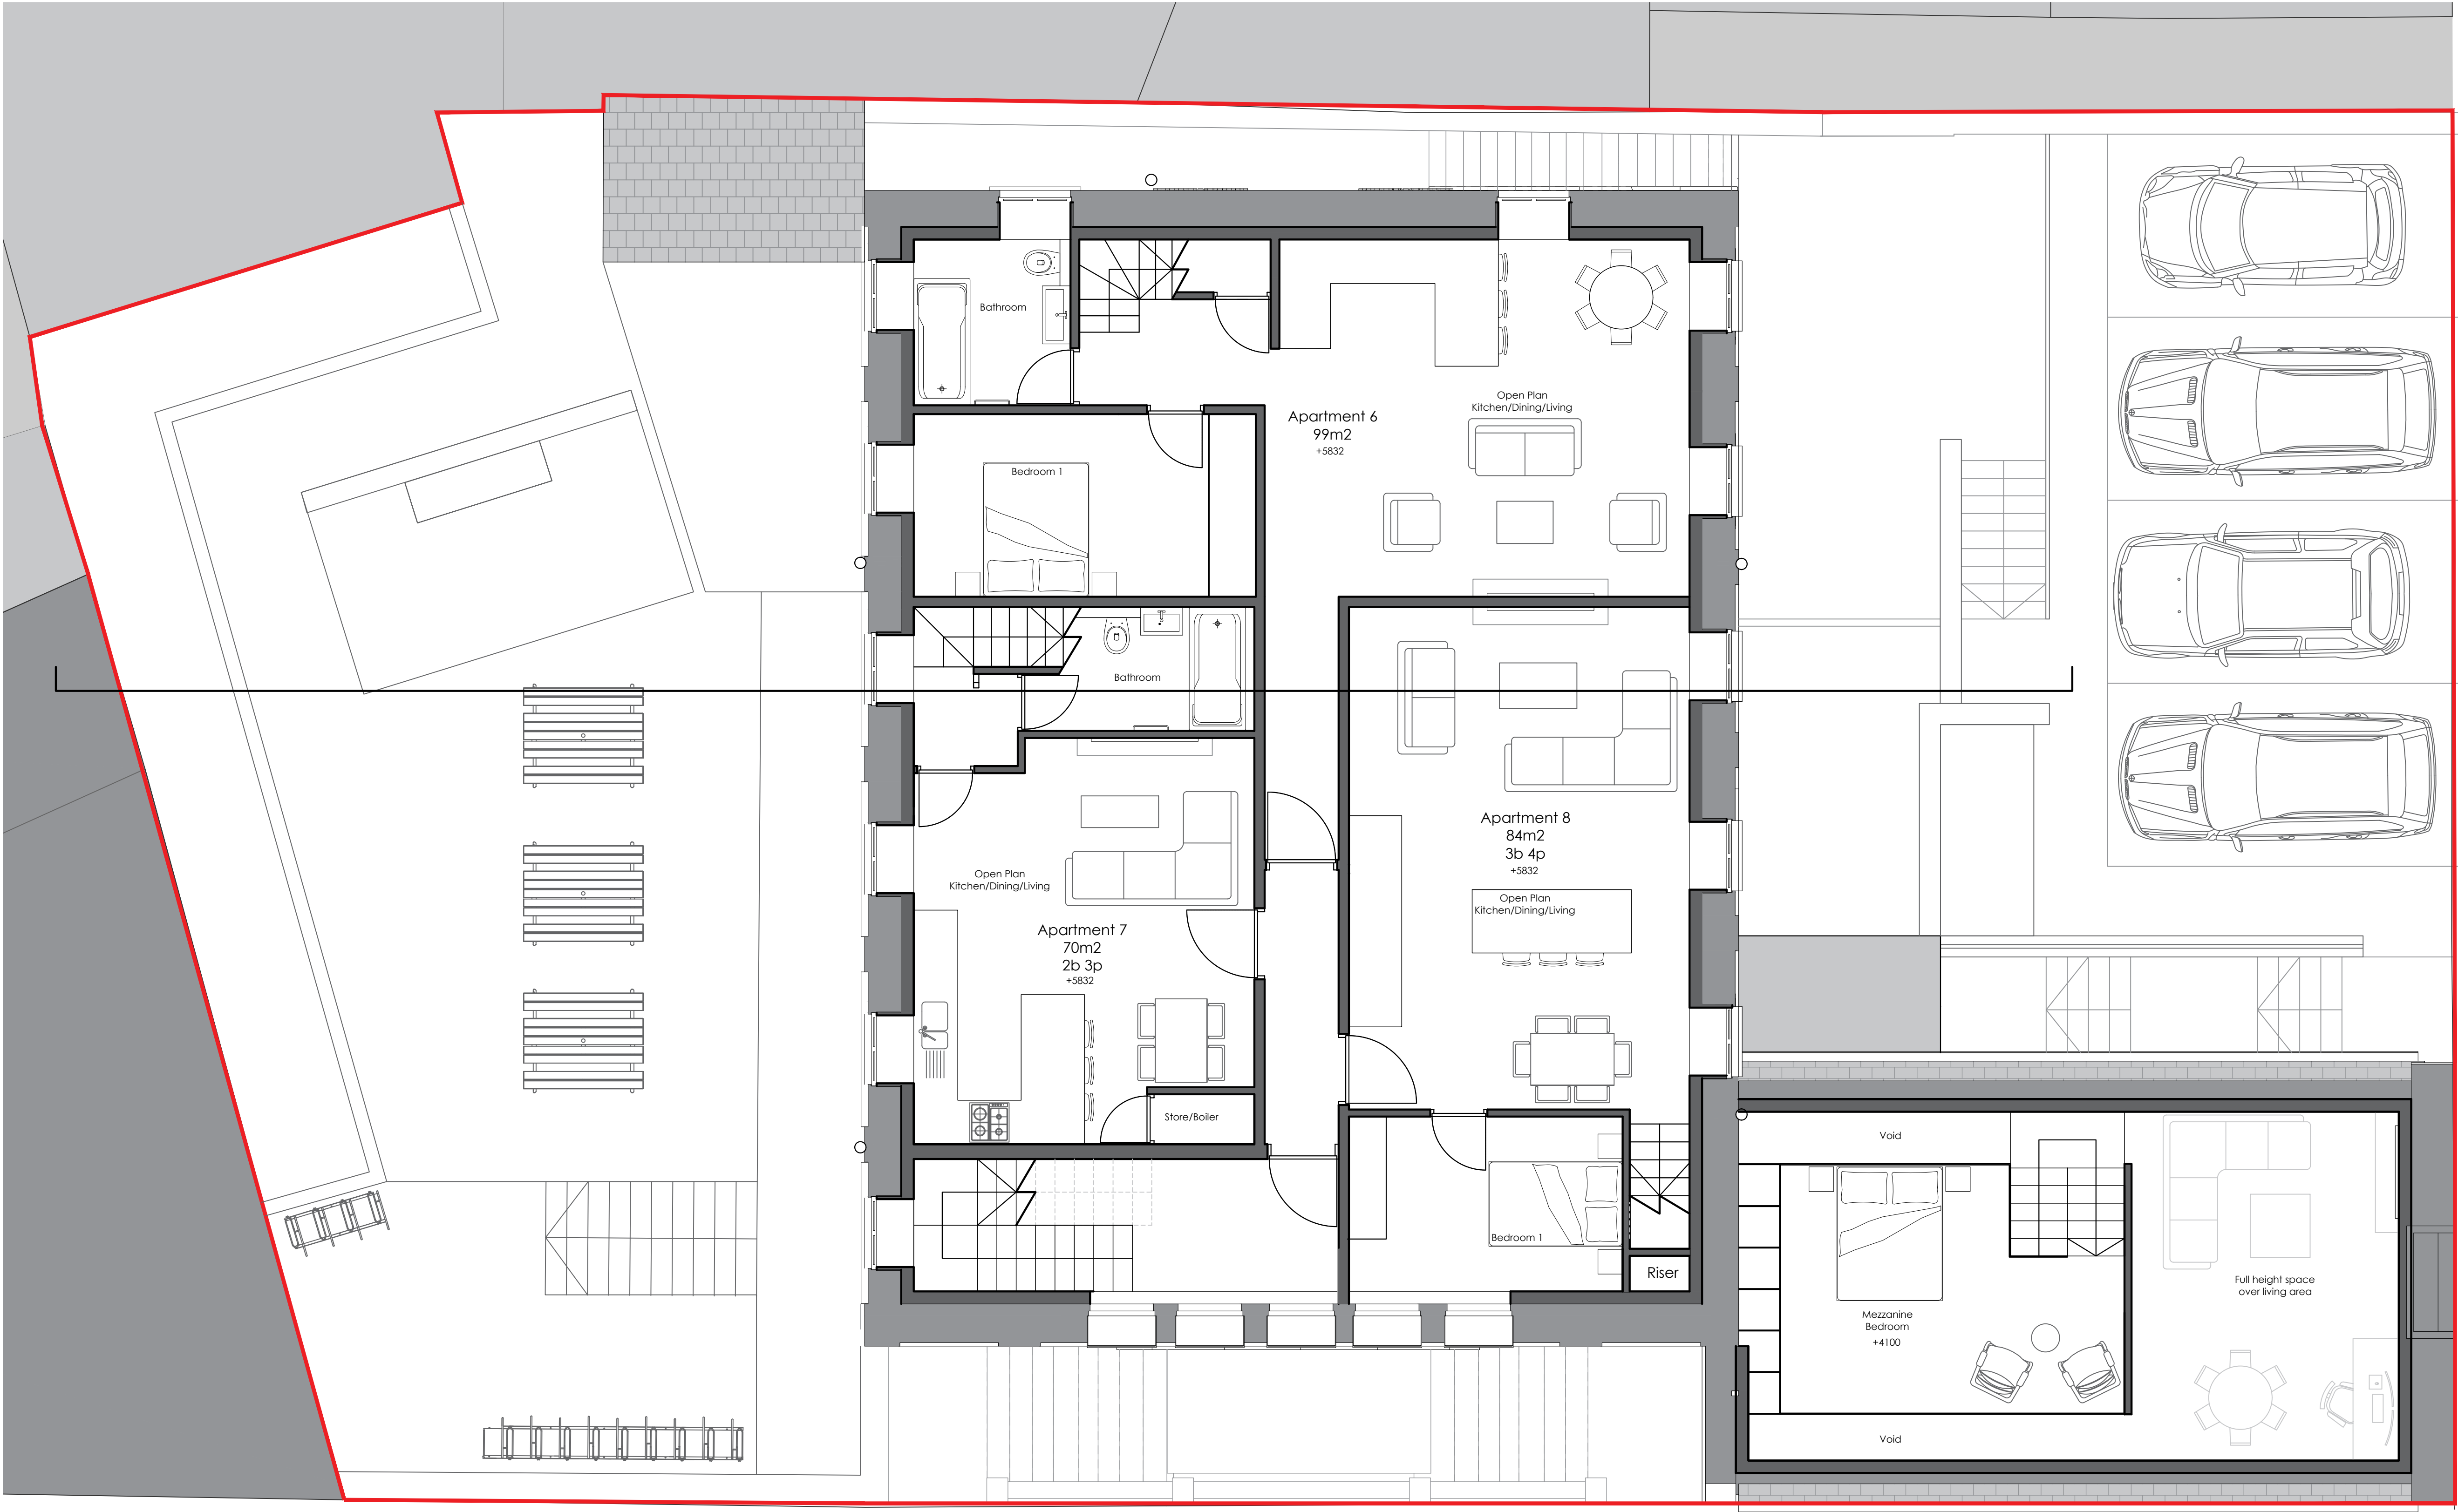 Bathroom
Open Plan
Kitchen/Dining/Living
Apartment 6
99m2
+5832
Bedroom 1
Bathroom
Apartment 8
84m2
3b 4p
+5832
Open Plan
Kitchen/Dining/Living
Open Plan
Kitchen/Dining/Living
Apartment 7
70m2
2b 3p
+5832
Store/Boiler
Bedroom 1
Riser
Void
Full height space
over living area
Mezzanine
Bedroom
+4100
Void